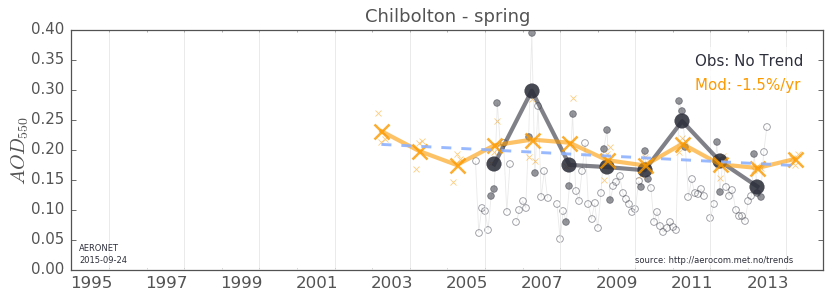 Chilbolton - spring
0.40
0.35
0.30
0.25
0.20
0.15
0.10
0.05
0.00
AOD550
Obs: No Trend
Mod: -1.5%/yr
AERONET
2015-09-24
source: http://aerocom.met.no/trends
1995 1997 1999 2001 2003 2005 2007 2009 2011 2013